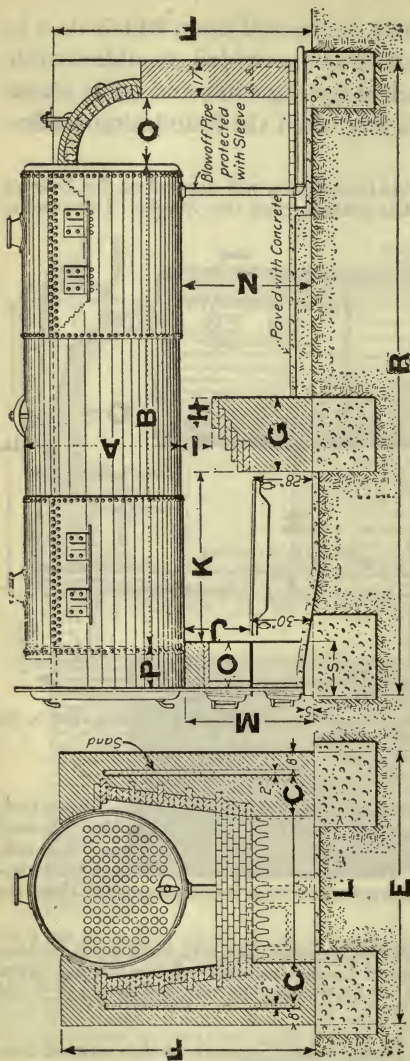 Sand
F
C
C
2"
8"
2"
8"
L
E
F
17"
A
B
P
O
Blowoff Pipe
protected
with Sleeve
I
H
K
J
O
M
N
G
30"
28"
Paved with Concrete
S
R